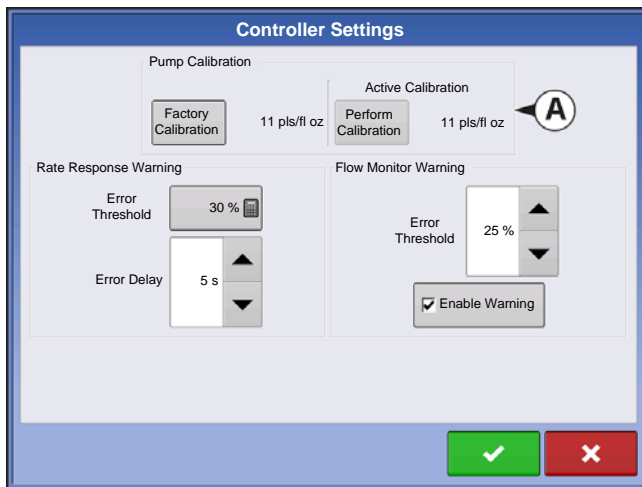 Controller Settings
Pump Calibration
Active Calibration
Factory
Calibration
11 pls/fl oz
Perform
Calibration
11 pls/fl oz
A
Rate Response Warning
Error
Threshold
30 %
Error Delay
5 s
Flow Monitor Warning
Error
Threshold
25 %
Enable Warning